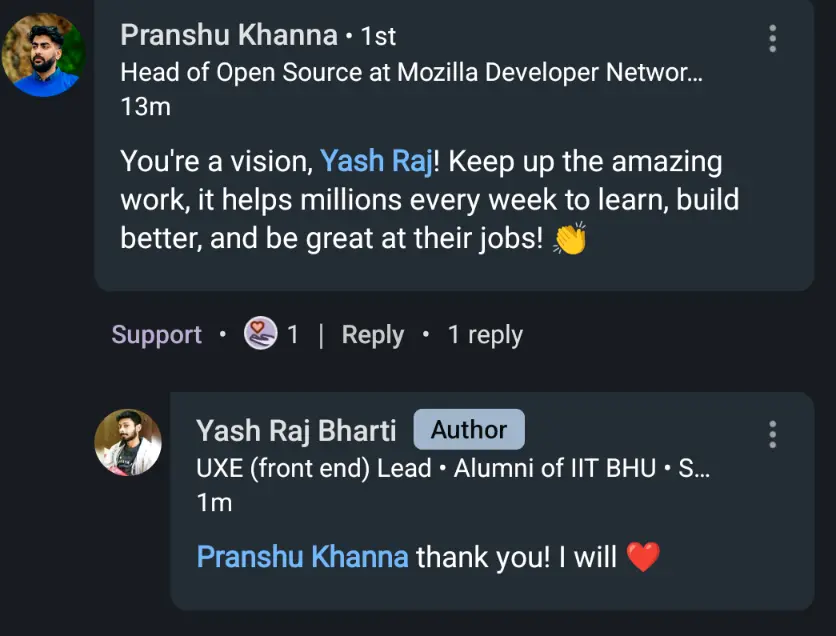 Pranshu Khanna • 1st
Head of Open Source at Mozilla Developer Networ...
13m
You're a vision, Yash Raj! Keep up the amazing
work, it helps millions every week to learn, build
better, and be great at their jobs! 👏
Support • 1 | Reply • 1 reply
Yash Raj Bharti Author
UXE (front end) Lead • Alumni of IIT BHU • S...
1m
Pranshu Khanna thank you! I will ❤️